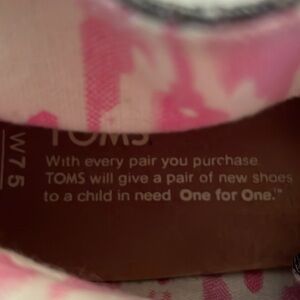 TOMS
W7.5
With every pair you purchase
TOMS will give a pair of new shoes
to a child in need One for One.™